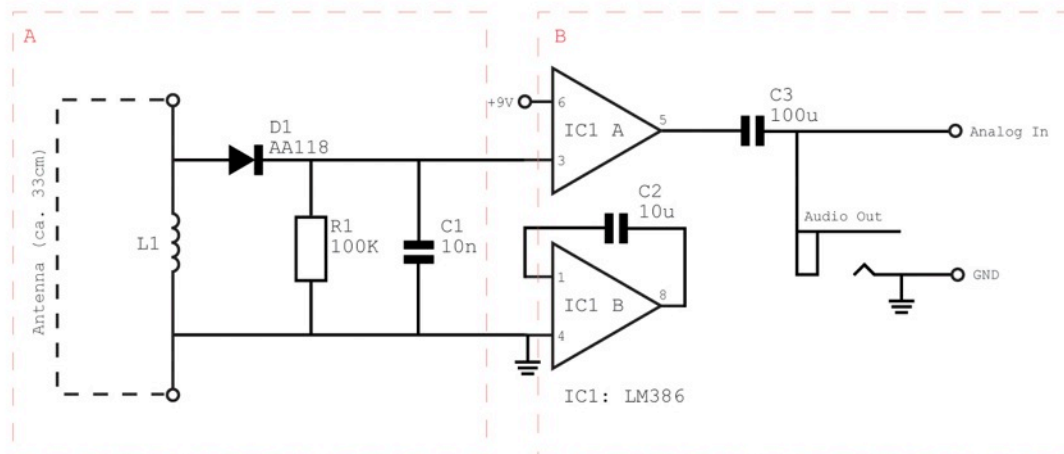 A
B
Antenna (ca. 33cm)
L1
D1
AA118
R1
100K
C1
10n
+9V
6
3
IC1 A
5
C3
100u
Analog In
C2
10u
Audio Out
1
4
IC1 B
8
GND
IC1: LM386